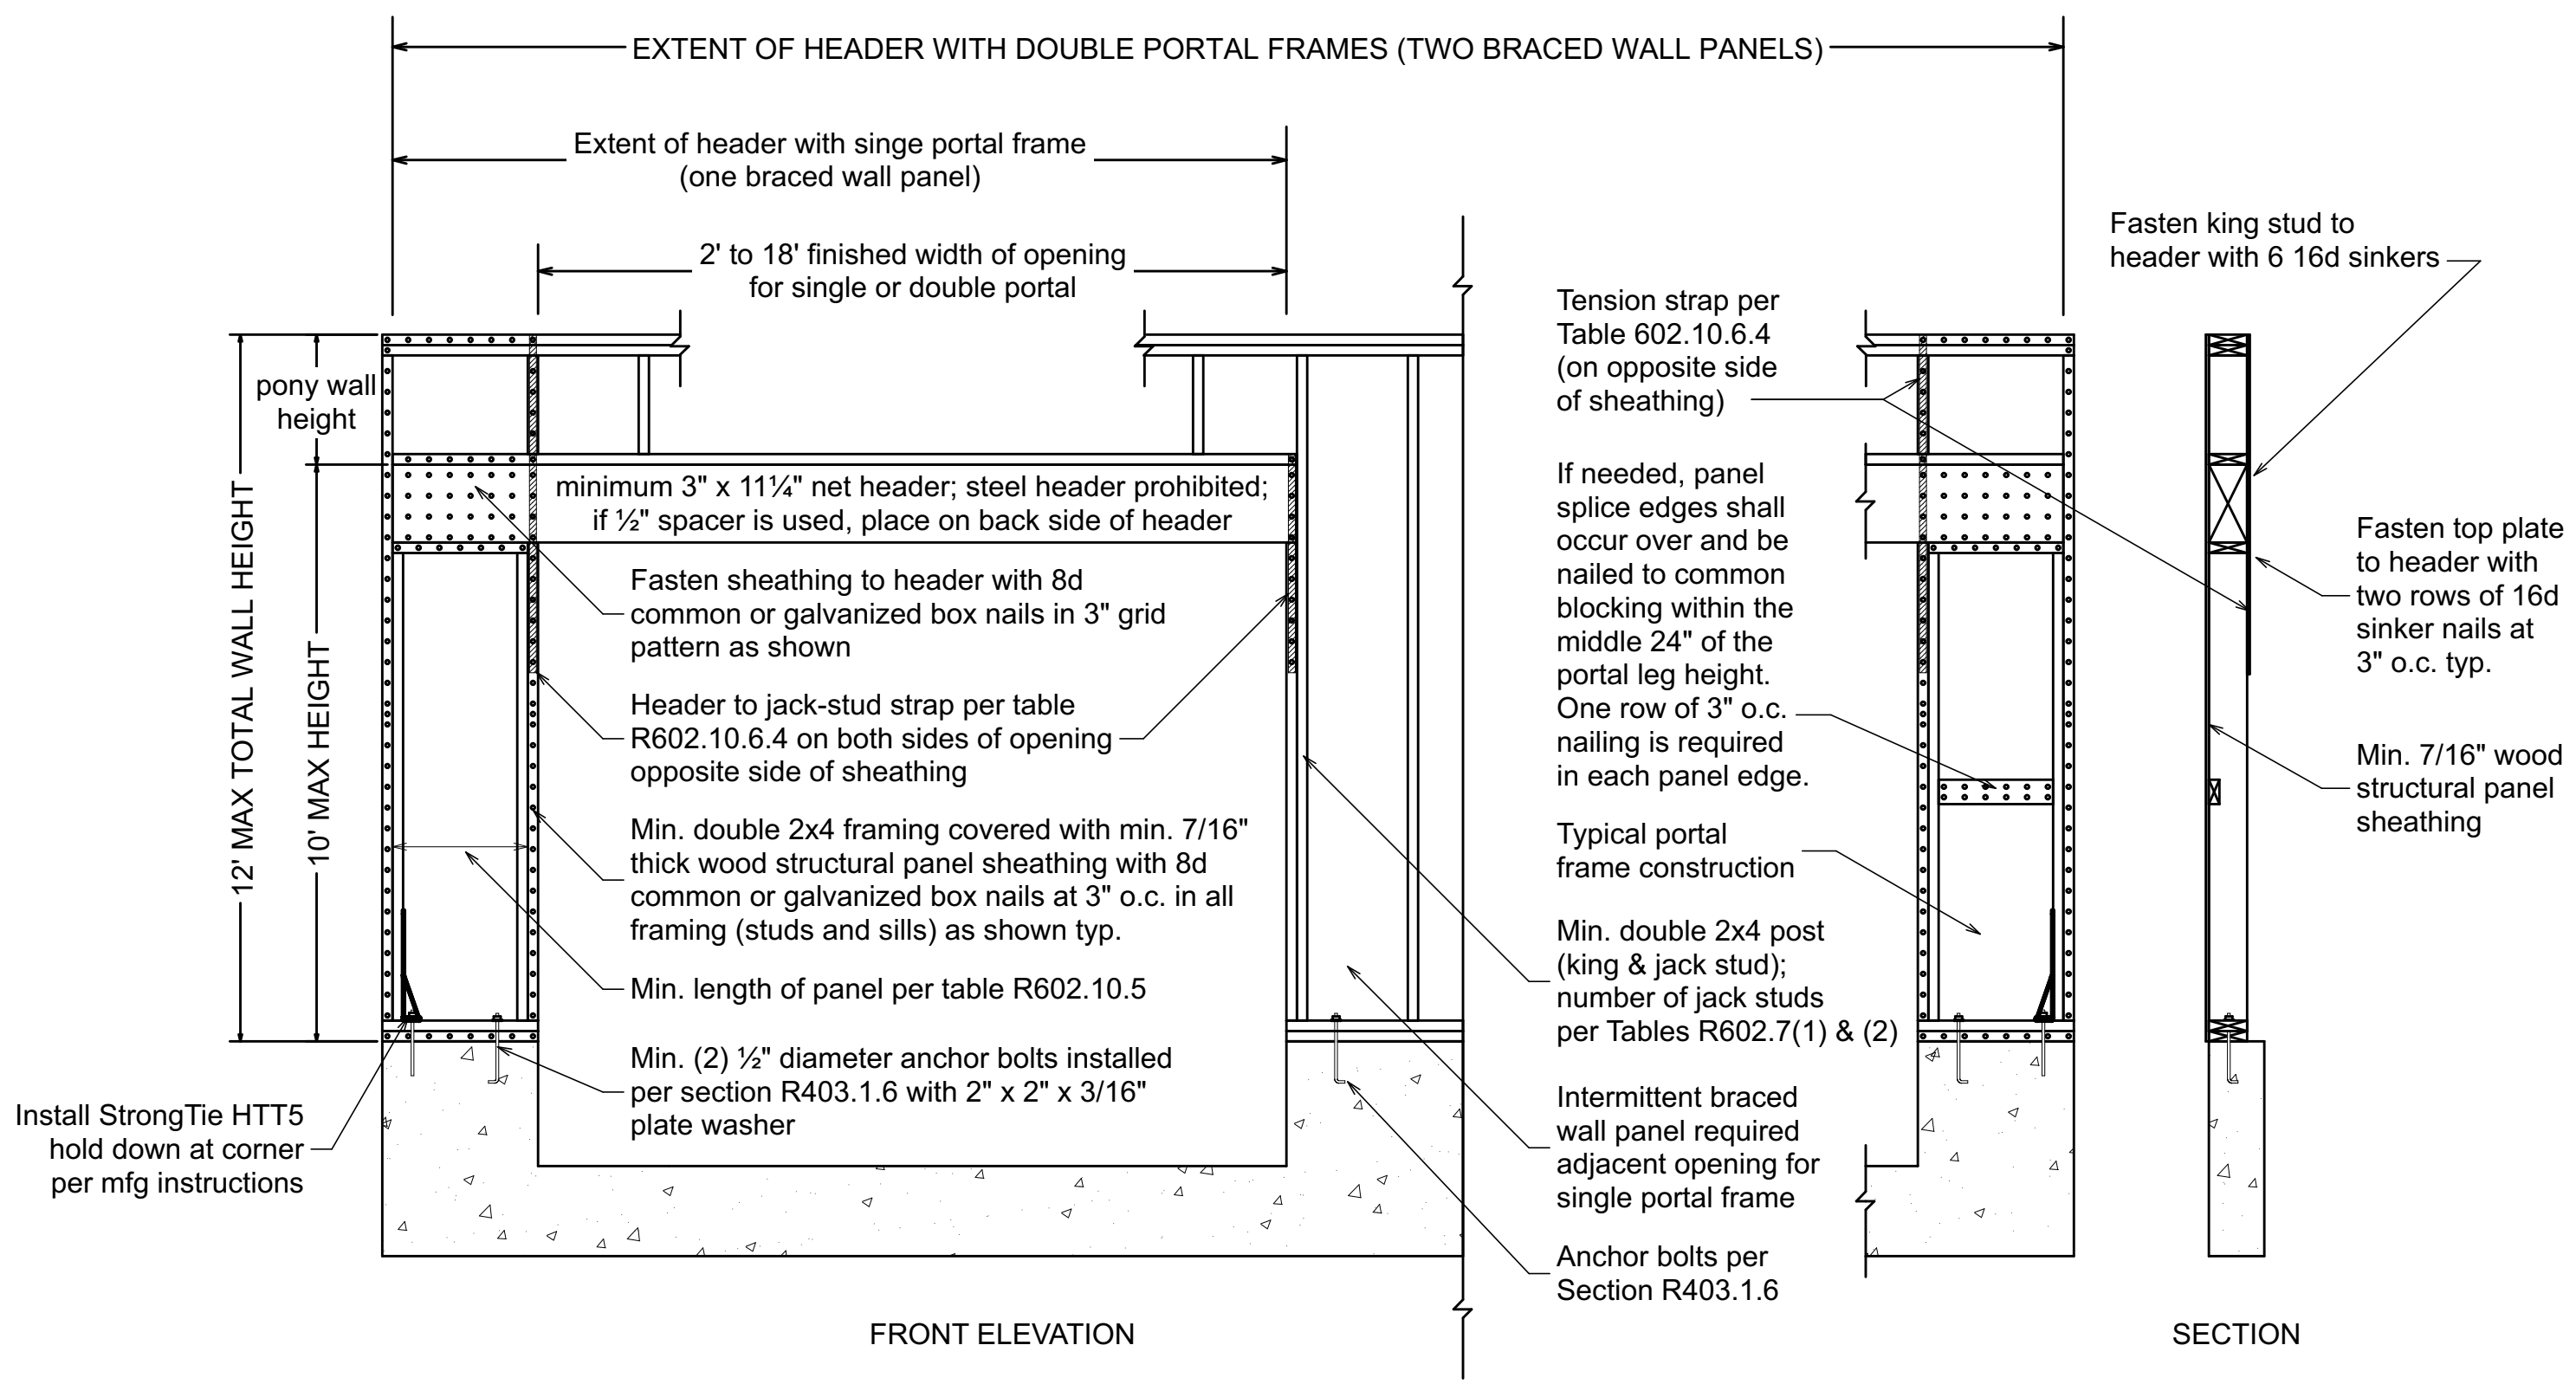 EXTENT OF HEADER WITH DOUBLE PORTAL FRAMES (TWO BRACED WALL PANELS)
Extent of header with singe portal frame
(one braced wall panel)
2' to 18' finished width of opening
for single or double portal
pony wall
height
12' MAX TOTAL WALL HEIGHT
10' MAX HEIGHT
minimum 3" x 11¼" net header; steel header prohibited;
if ½" spacer is used, place on back side of header
Fasten sheathing to header with 8d
common or galvanized box nails in 3" grid
pattern as shown
Header to jack-stud strap per table
R602.10.6.4 on both sides of opening
opposite side of sheathing
Min. double 2x4 framing covered with min. 7/16"
thick wood structural panel sheathing with 8d
common or galvanized box nails at 3" o.c. in all
framing (studs and sills) as shown typ.
Min. length of panel per table R602.10.5
Min. (2) ½" diameter anchor bolts installed
per section R403.1.6 with 2" x 2" x 3/16"
plate washer
Install StrongTie HTT5
hold down at corner
per mfg instructions
Tension strap per
Table 602.10.6.4
(on opposite side
of sheathing)
If needed, panel
splice edges shall
occur over and be
nailed to common
blocking within the
middle 24" of the
portal leg height.
One row of 3" o.c.
nailing is required
in each panel edge.
Typical portal
frame construction
Min. double 2x4 post
(king & jack stud);
number of jack studs
per Tables R602.7(1) & (2)
Intermittent braced
wall panel required
adjacent opening for
single portal frame
Anchor bolts per
Section R403.1.6
Fasten king stud to
header with 6 16d sinkers
Fasten top plate
to header with
two rows of 16d
sinker nails at
3" o.c. typ.
Min. 7/16" wood
structural panel
sheathing
FRONT ELEVATION
SECTION